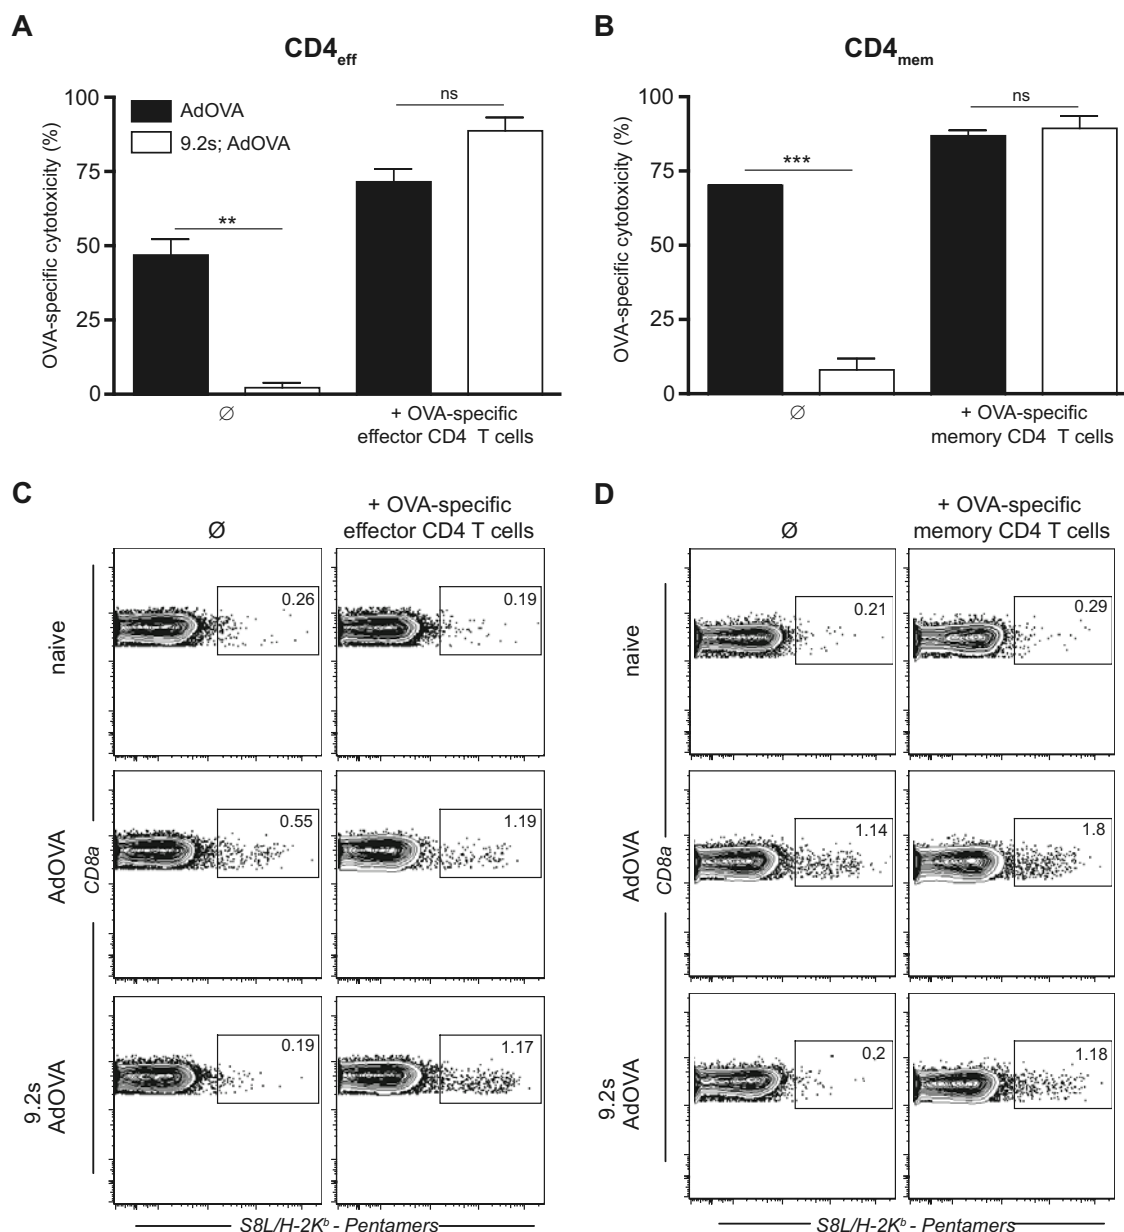 A
CD4eff
100
75
50
25
0
OVA-specific cytotoxicity (%)
AdOVA
9.2s; AdOVA
**
ns
∅
+ OVA-specific
effector CD4 T cells
B
CD4mem
100
75
50
25
0
OVA-specific cytotoxicity (%)
***
ns
∅
+ OVA-specific
memory CD4 T cells
C
Ø
+ OVA-specific
effector CD4 T cells
naive
0.26
0.19
AdOVA
0.55
1.19
9.2s
AdOVA
0.19
1.17
CD8a
S8L/H-2Kᵇ - Pentamers
D
Ø
+ OVA-specific
memory CD4 T cells
naive
0.21
0.29
AdOVA
1.14
1.8
9.2s
AdOVA
0,2
1.18
CD8a
S8L/H-2Kᵇ - Pentamers